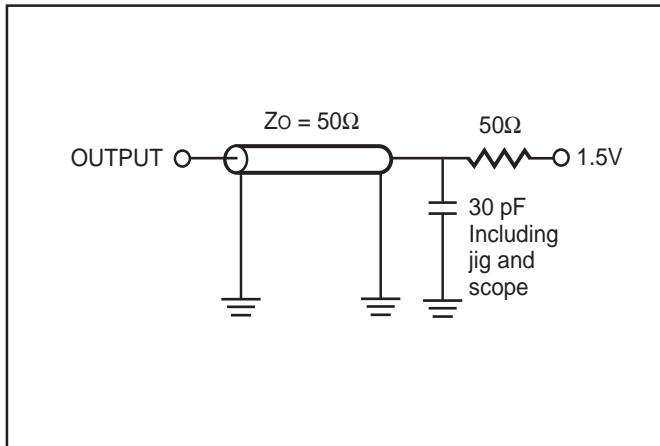 ZO = 50Ω
50Ω
OUTPUT
1.5V
30 pF
Including
jig and
scope